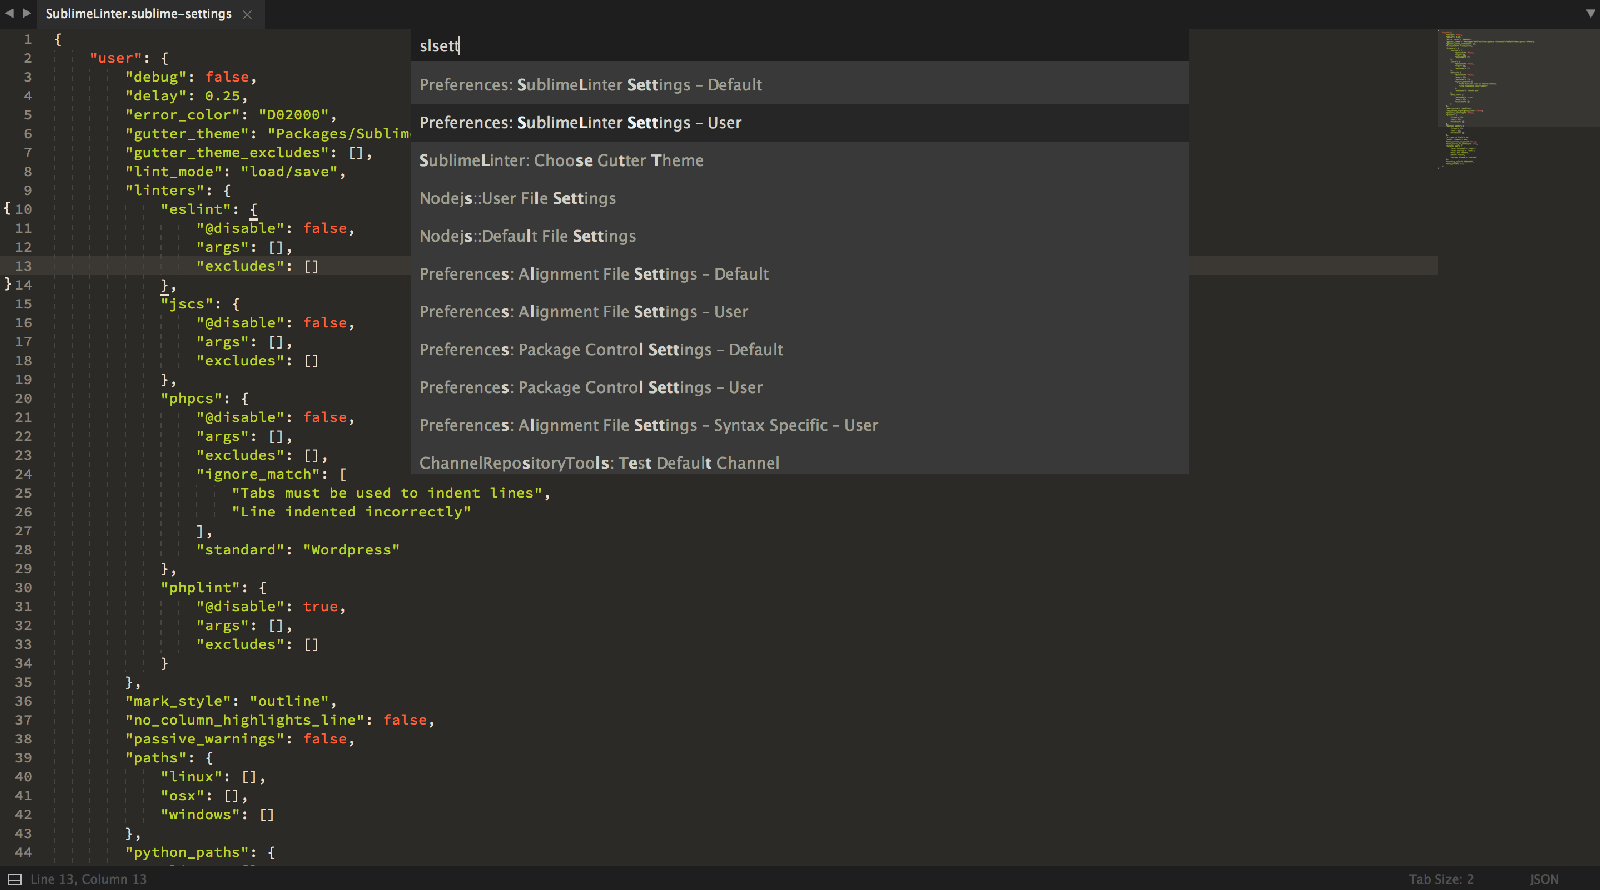 SublimeLinter.sublime-settings
slsett
Preferences: SublimeLinter Settings – Default
Preferences: SublimeLinter Settings – User
SublimeLinter: Choose Gutter Theme
Nodejs::User File Settings
Nodejs::Default File Settings
Preferences: Alignment File Settings – Default
Preferences: Alignment File Settings – User
Preferences: Package Control Settings – Default
Preferences: Package Control Settings – User
Preferences: Alignment File Settings – Syntax Specific – User
ChannelRepositoryTools: Test Default Channel
1 {
2 "user": {
3 "debug": false,
4 "delay": 0.25,
5 "error_color": "D02000",
6 "gutter_theme": "Packages/Sublim
7 "gutter_theme_excludes": [],
8 "lint_mode": "load/save",
9 "linters": {
10 "eslint": {
11 "@disable": false,
12 "args": [],
13 "excludes": []
14 },
15 "jscs": {
16 "@disable": false,
17 "args": [],
18 "excludes": []
19 },
20 "phpcs": {
21 "@disable": false,
22 "args": [],
23 "excludes": [],
24 "ignore_match": [
25 "Tabs must be used to indent lines",
26 "Line indented incorrectly"
27 ],
28 "standard": "Wordpress"
29 },
30 "phplint": {
31 "@disable": true,
32 "args": [],
33 "excludes": []
34 }
35 },
36 "mark_style": "outline",
37 "no_column_highlights_line": false,
38 "passive_warnings": false,
39 "paths": {
40 "linux": [],
41 "osx": [],
42 "windows": []
43 },
44 "python_paths": {
Line 13, Column 13
Tab Size: 2
JSON